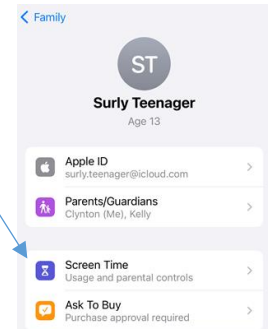 Family
ST
Surly Teenager
Age 13
Apple ID
surly.teenager@icloud.com
Parents/Guardians
Clynton (Me), Kelly
Screen Time
Usage and parental controls
Ask To Buy
Purchase approval required